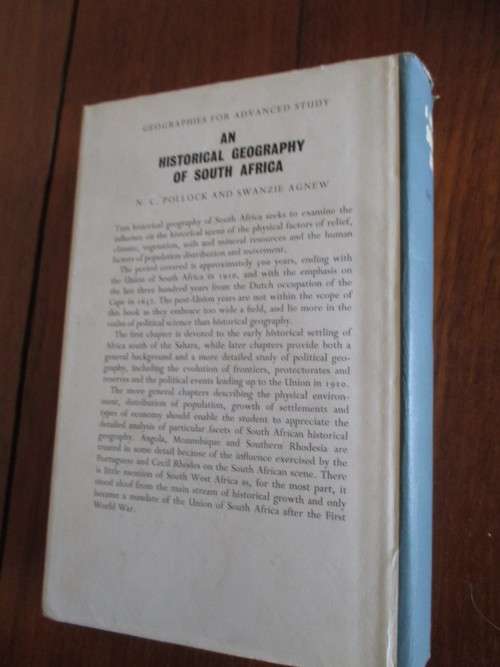 GEOGRAPHIES FOR ADVANCED STUDY
AN
HISTORICAL GEOGRAPHY
OF SOUTH AFRICA
N. C. POLLOCK AND SWANZIE AGNEW
This historical geography of South Africa seeks to examine the
influence on the historical scene of the physical factors of relief,
climate, vegetation, soils and mineral resources and the human
factors of population distribution and movement.
The period covered is approximately 500 years, ending with
the Union of South Africa in 1910, and with the emphasis on
the last three hundred years from the Dutch occupation of the
Cape in 1652. The post-Union years are not within the scope of
this book as they embrace too wide a field, and lie more in the
realm of political science than historical geography.
The first chapter is devoted to the early historical settling of
Africa south of the Sahara, while later chapters provide both a
general background and a more detailed study of political geo-
graphy, including the evolution of frontiers, protectorates and
reserves and the political events leading up to the Union in 1910.
The more general chapters describing the physical environ-
ment, distribution of population, growth of settlements and
types of economy should enable the student to appreciate the
detailed analysis of particular facets of South African historical
geography. Angola, Mozambique and Southern Rhodesia are
treated in some detail because of the influence exercised by the
Portuguese and Cecil Rhodes on the South African scene. There
is little mention of South West Africa as, for the most part, it
stood aloof from the main stream of historical growth and only
became a mandate of the Union of South Africa after the First
World War.